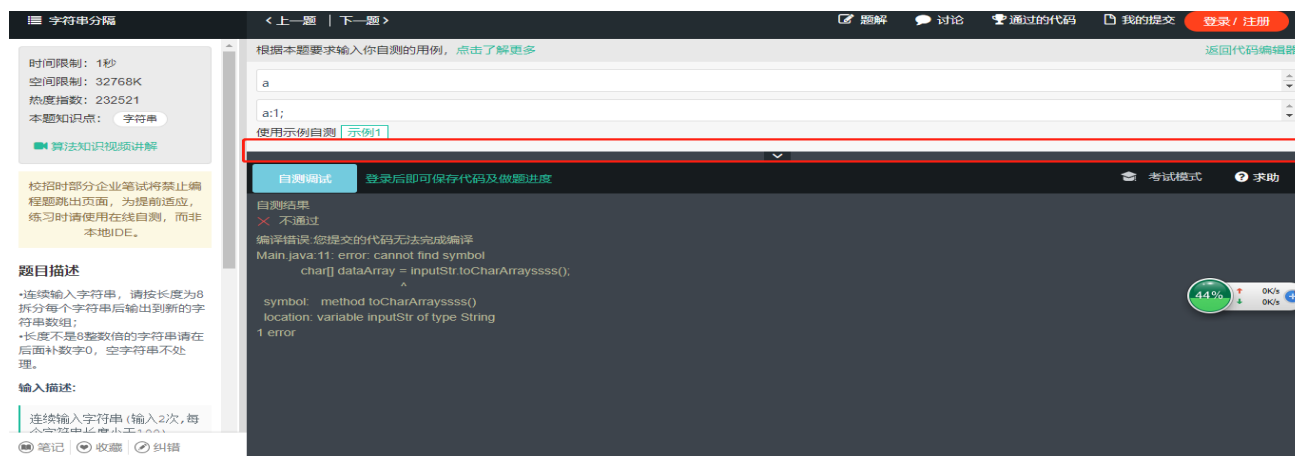 字符串分隔
上一题 | 下一题
题解
讨论
通过的代码
我的提交
登录 / 注册
时间限制：1秒
空间限制：32768K
热度指数：232521
本题知识点： 字符串
算法知识视频讲解
校招时部分企业笔试将禁止编
程题跳出页面，为提前适应，
练习时请使用在线自测，而非
本地IDE。
题目描述
•连续输入字符串，请按长度为8
拆分每个字符串后输出到新的字
符串数组；
•长度不是8整数倍的字符串请在
后面补数字0，空字符串不处
理。
输入描述:
连续输入字符串(输入2次,每
个字符串长度小于100)
笔记
收藏
纠错
根据本题要求输入你自测的用例，点击了解更多
返回代码编辑器
a
a:1;
使用示例自测 示例1
自测调试
登录后即可保存代码及做题进度
考试模式
求助
自测结果
不通过
编译错误:您提交的代码无法完成编译
Main.java:11: error: cannot find symbol
char[] dataArray = inputStr.toCharArrayssss();
^
symbol: method toCharArrayssss()
location: variable inputStr of type String
1 error
44%
0K/s
0K/s